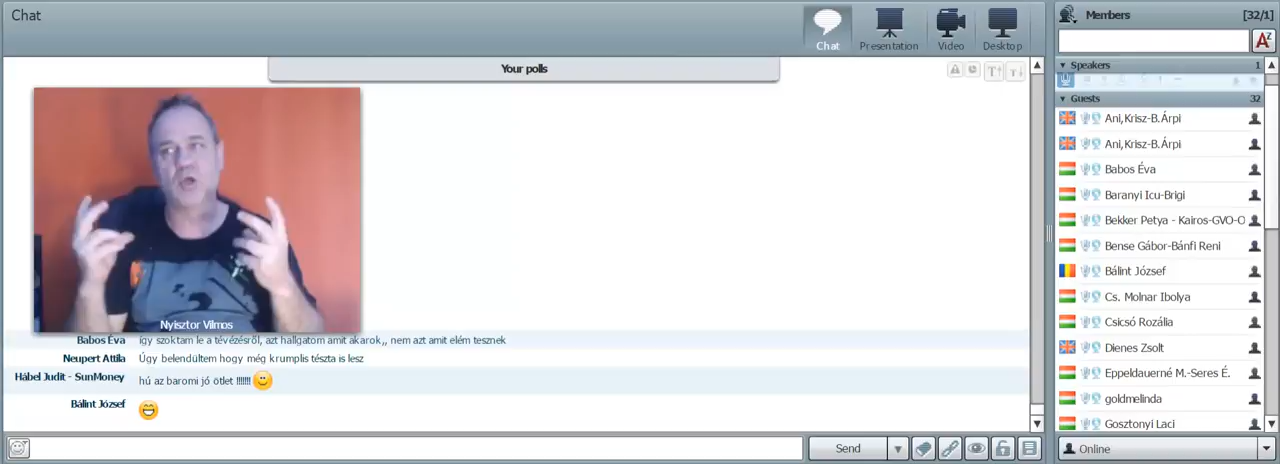 Chat
Chat
Presentation
Video
Desktop
Your polls
Nyisztor Vilmos
Babos Éva így szoktam le a tévézésről, azt hallgatom amit akarok,, nem azt amit elém tesznek
Neupert Attila Úgy belendültem hogy még krumplis tészta is lesz
Hábel Judit - SunMoney hú az baromi jó ötlet !!!!!!!
Bálint József
Send
Members [32/1]
Speakers 1
Guests 32
Ani,Krisz-B.Árpi
Ani,Krisz-B.Árpi
Babos Éva
Baranyi Icu-Brigi
Bekker Petya - Kairos-GVO-O
Bense Gábor-Bánfi Reni
Bálint József
Cs. Molnar Ibolya
Csicsó Rozália
Dienes Zsolt
Eppeldauerné M.-Seres É.
goldmelinda
Gosztonyi Laci
Online